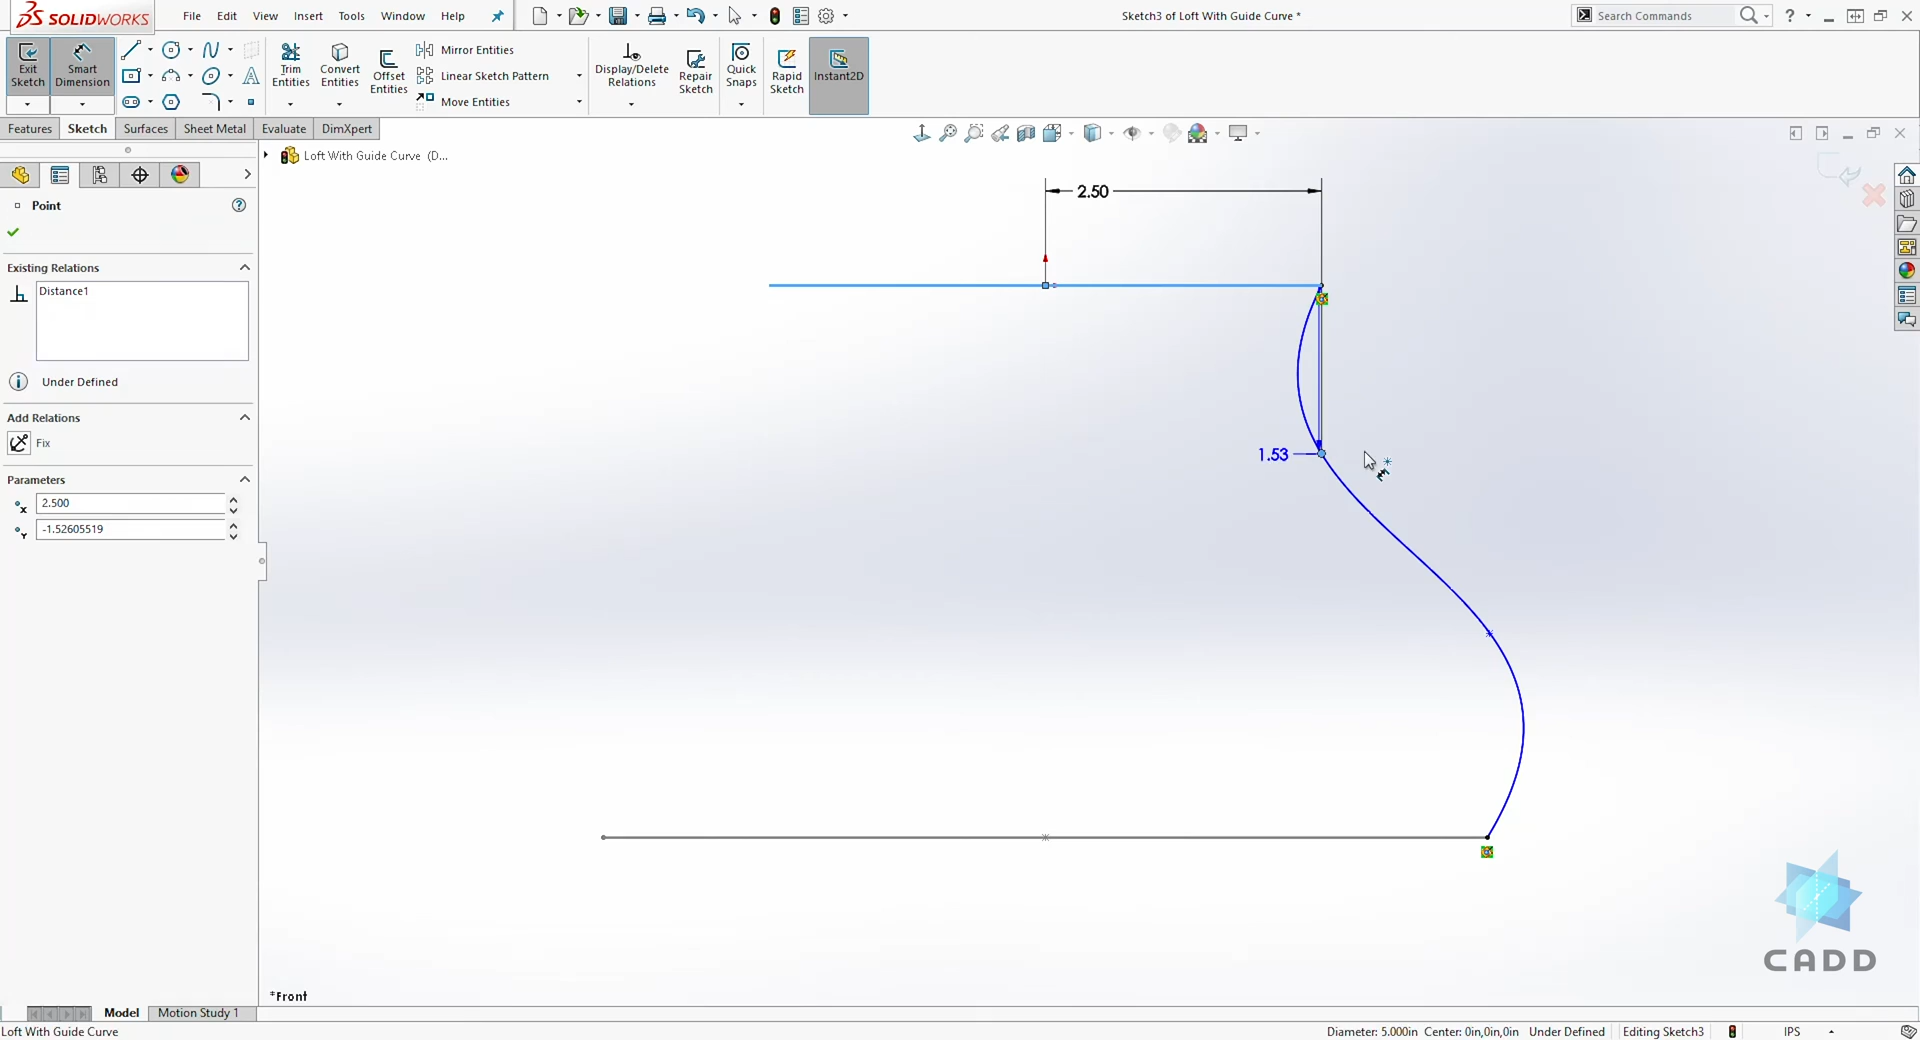 SOLIDWORKS
File Edit View Insert Tools Window Help
Sketch3 of Loft With Guide Curve *
Search Commands
?
Exit Sketch
Smart Dimension
Trim Entities
Convert Entities
Offset Entities
Mirror Entities
Linear Sketch Pattern
Move Entities
Display/Delete Relations
Repair Sketch
Quick Snaps
Rapid Sketch
Instant2D
Features Sketch Surfaces Sheet Metal Evaluate DimXpert
Loft With Guide Curve (D...
Point
Existing Relations
Distance1
Under Defined
Add Relations
Fix
Parameters
2.500
-1.52605519
2.50
1.53
CADD
*Front
Model Motion Study 1
Loft With Guide Curve
Diameter: 5.000in Center: 0in,0in,0in Under Defined Editing Sketch3 IPS